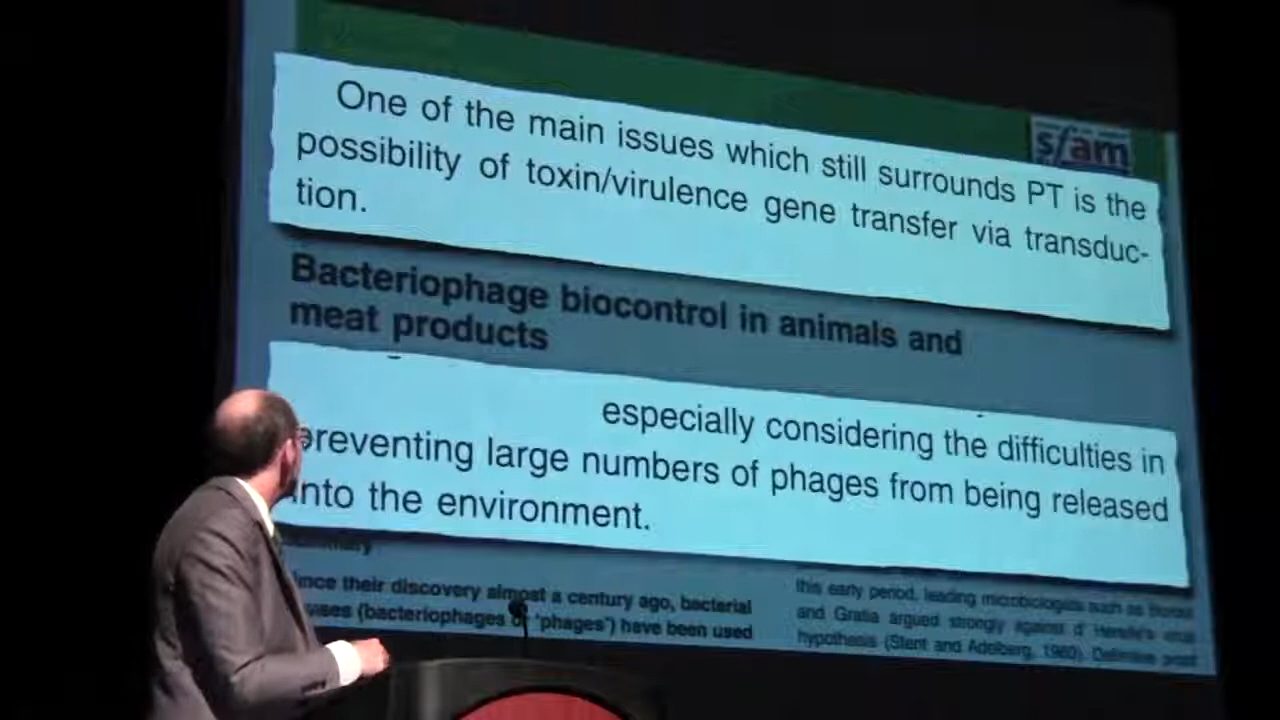 sfam
One of the main issues which still surrounds PT is the
possibility of toxin/virulence gene transfer via transduc-
tion.
Bacteriophage biocontrol in animals and
meat products
especially considering the difficulties in
preventing large numbers of phages from being released
into the environment.
since their discovery almost a century ago, bacterial
(bacteriophages or 'phages') have been used
this early period, leading microbiologists such as
and Gratia argued strongly against d' Herelle's virus
hypothesis (Stent and Adelberg, 1960). Definitive proof